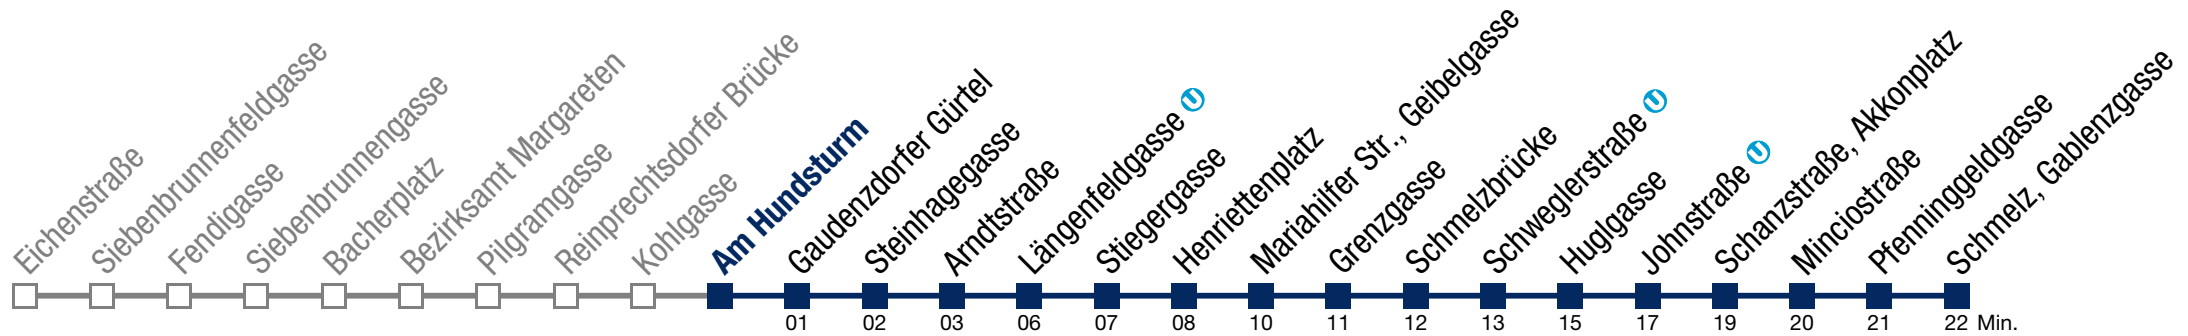 Eichenstraße
Siebenbrunnenfeldgasse
Fendigasse
Siebenbrunnengasse
Bacherplatz
Bezirksamt Margareten
Pilgramgasse
Reinprechtsdorfer Brücke
Kohlgasse
Am Hundsturm
Gaudenzdorfer Gürtel
Steinhagegasse
Arndtstraße
Längenfeldgasse U
Stiegergasse
Henriettenplatz
Mariahilfer Str., Geibelgasse
Grenzgasse
Schmelzbrücke
Schweglerstraße U
Huglgasse
Johnstraße U
Schanzstraße, Akkonplatz
Minciostraße
Pfenninggeldgasse
Schmelz, Gablenzgasse
01 02 03 06 07 08 10 11 12 13 15 17 19 20 21 22 Min.